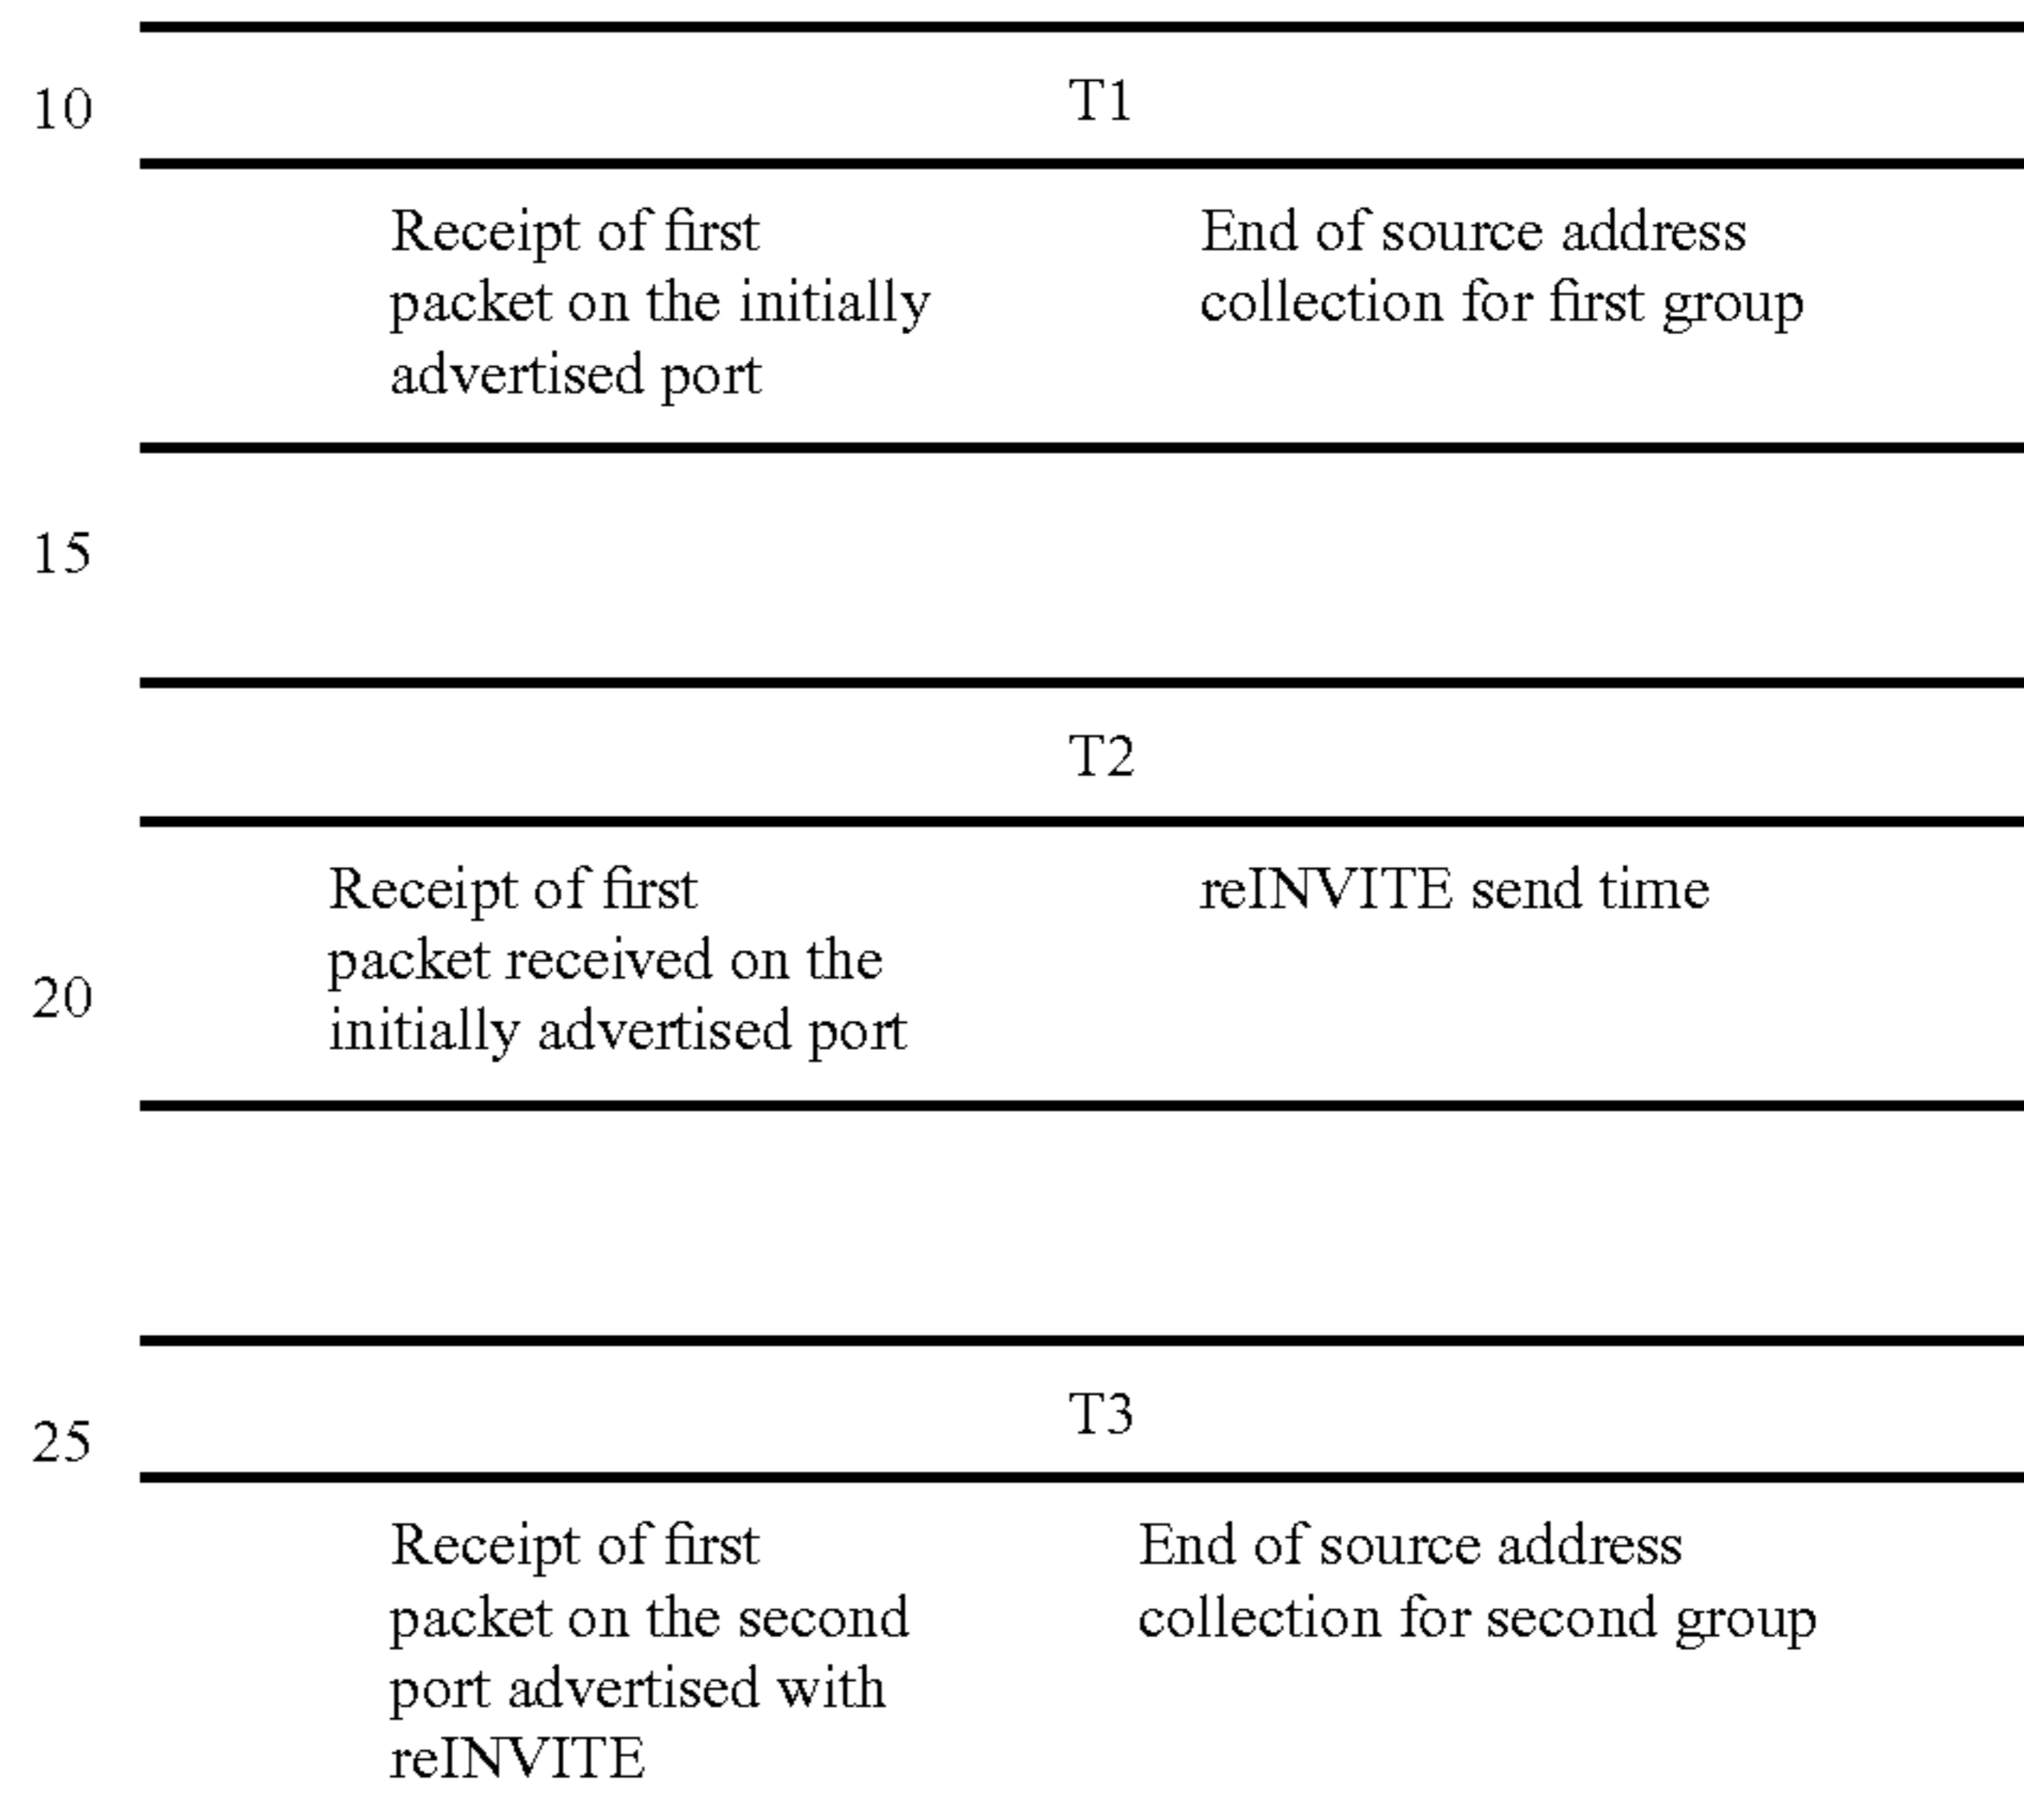 10
T1
Receipt of first
packet on the initially
advertised port
End of source address
collection for first group
15
T2
Receipt of first
packet received on the
initially advertised port
reINVITE send time
20
T3
25
Receipt of first
packet on the second
port advertised with
reINVITE
End of source address
collection for second group